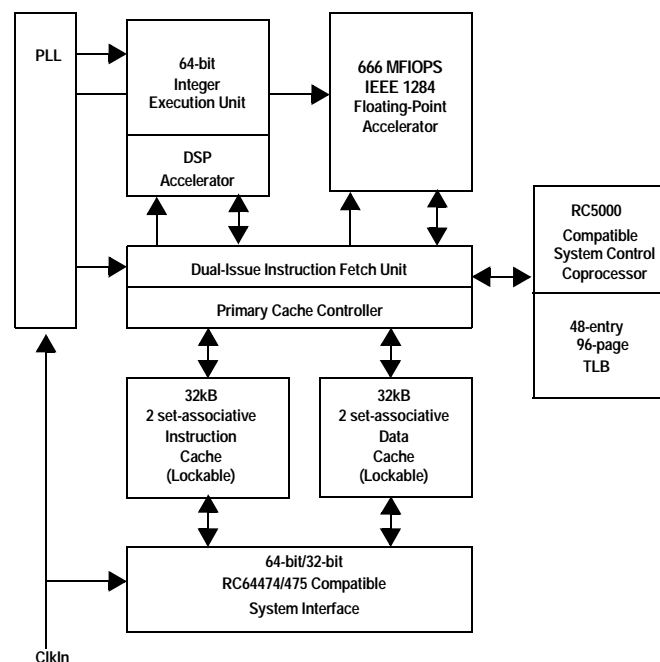 PLL
64-bit
Integer
Execution Unit
DSP
Accelerator
666 MFIOPS
IEEE 1284
Floating-Point
Accelerator
RC5000
Compatible
System Control
Coprocessor
48-entry
96-page
TLB
Dual-Issue Instruction Fetch Unit
Primary Cache Controller
32kB
2 set-associative
Instruction
Cache
(Lockable)
32kB
2 set-associative
Data
Cache
(Lockable)
64-bit/32-bit
RC64474/475 Compatible
System Interface
ClkIn